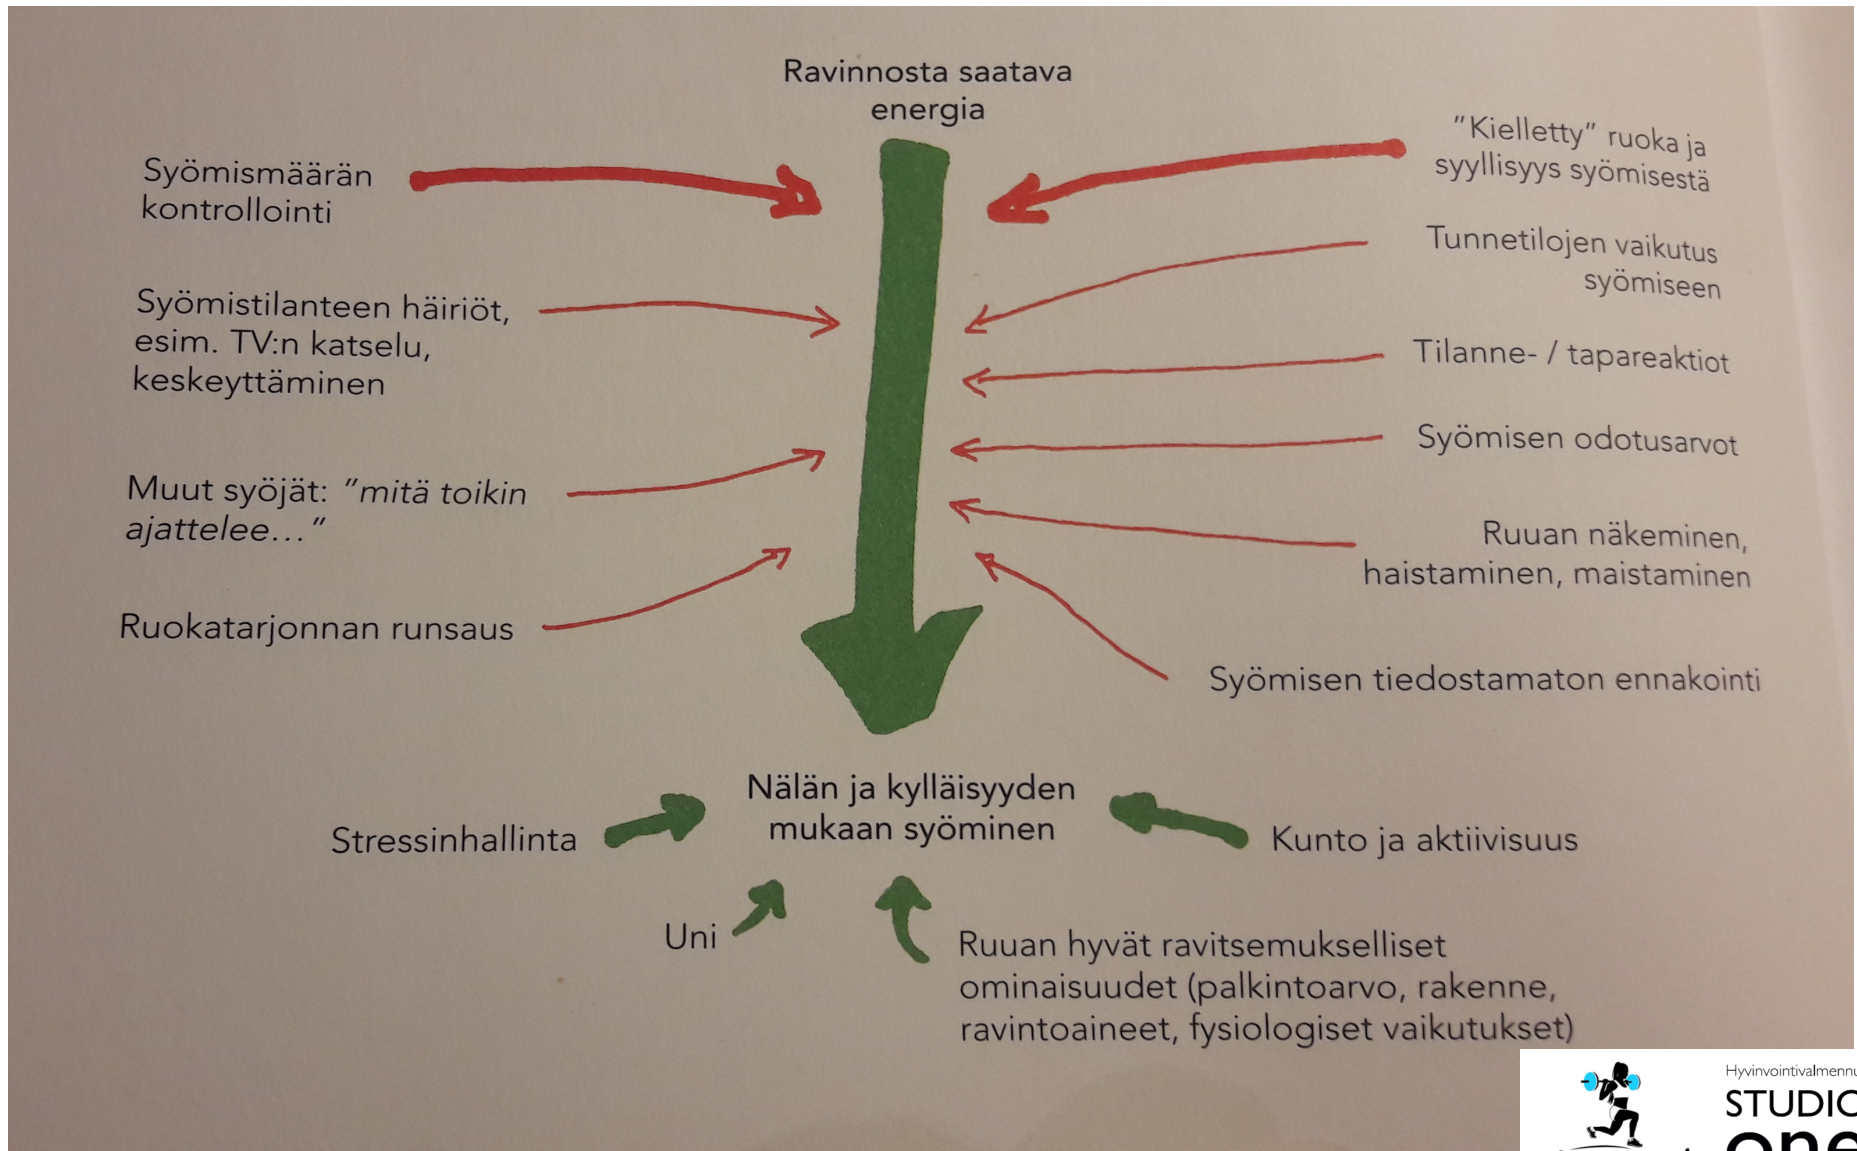 Ravinnosta saatava
energia
Syömismäärän
kontrollointi
"Kielletty" ruoka ja
syyllisyys syömisestä
Tunnetilojen vaikutus
syömiseen
Syömistilanteen häiriöt,
esim. TV:n katselu,
keskeyttäminen
Tilanne- / tapareaktiot
Syömisen odotusarvot
Muut syöjät: "mitä toikin
ajattelee..."
Ruuan näkeminen,
haistaminen, maistaminen
Ruokatarjonnan runsaus
Syömisen tiedostamaton ennakointi
Nälän ja kylläisyyden
mukaan syöminen
Stressinhallinta
Kunto ja aktiivisuus
Uni
Ruuan hyvät ravitsemukselliset
ominaisuudet (palkintoarvo, rakenne,
ravintoaineet, fysiologiset vaikutukset)
Hyvinvointivalmennu
STUDIO
one